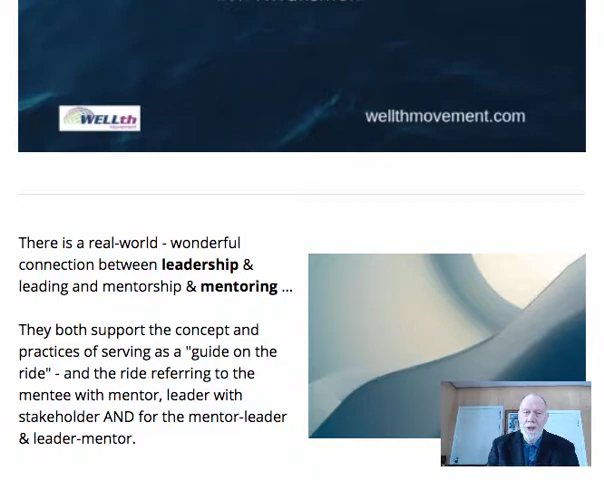 WELLth
movement
wellthmovement.com
There is a real-world - wonderful
connection between leadership &
leading and mentorship & mentoring ...
They both support the concept and
practices of serving as a "guide on the
ride" - and the ride referring to the
mentee with mentor, leader with
stakeholder AND for the mentor-leader
& leader-mentor.